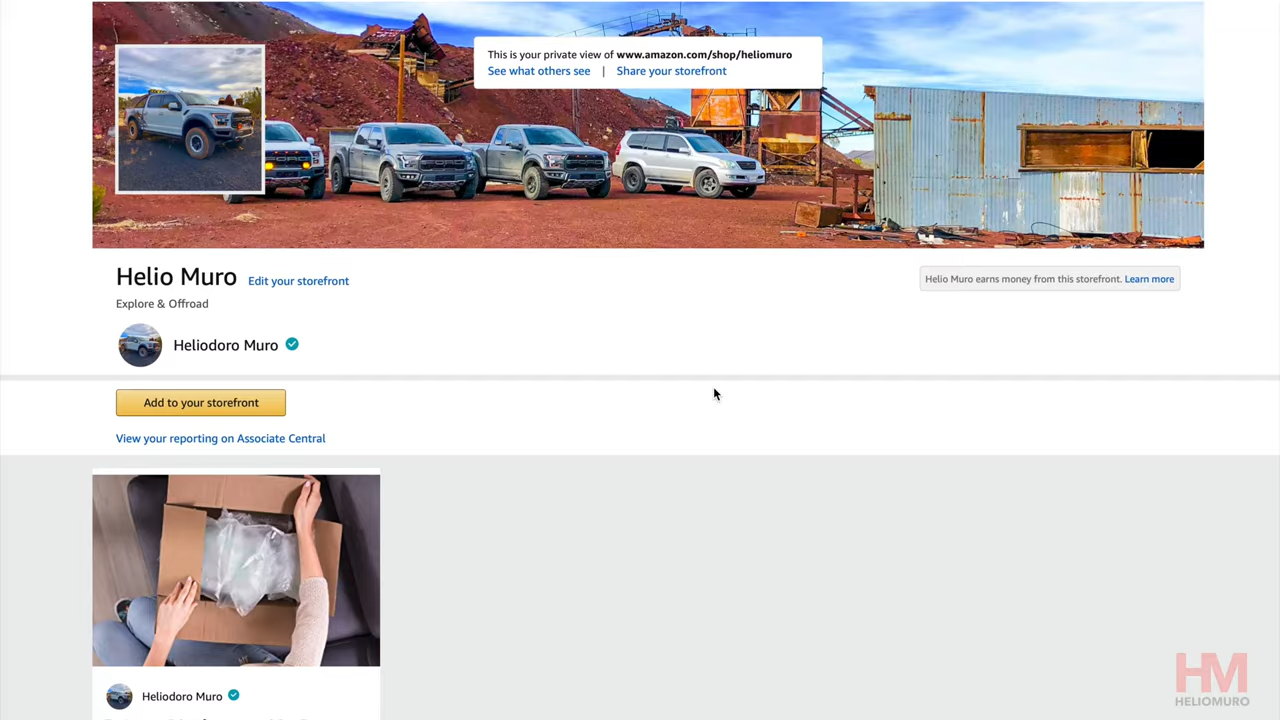 This is your private view of www.amazon.com/shop/heliomuro
See what others see | Share your storefront
Helio Muro Edit your storefront
Helio Muro earns money from this storefront. Learn more
Explore & Offroad
Heliodoro Muro
Add to your storefront
View your reporting on Associate Central
Heliodoro Muro
HM
HELIOMURO